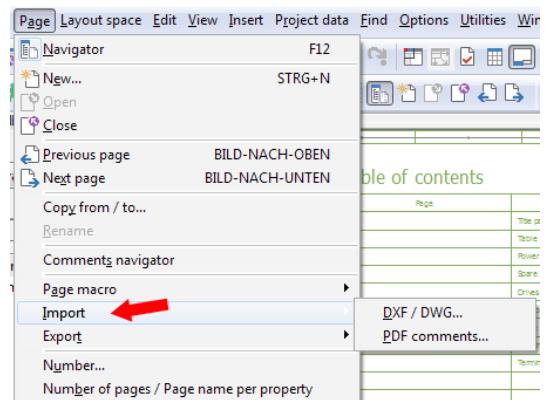 Page Layout space Edit View Insert Project data Find Options Utilities Win
Navigator F12
New... STRG+N
Open
Close
Previous page BILD-NACH-OBEN
Next page BILD-NACH-UNTEN
ble of contents
Page
Copy from / to...
Title pa
Rename
Table
Comments navigator
Power
Spare
Page macro
Drives
Import
DXF / DWG...
Export
PDF comments...
Number...
Termin
Number of pages / Page name per property